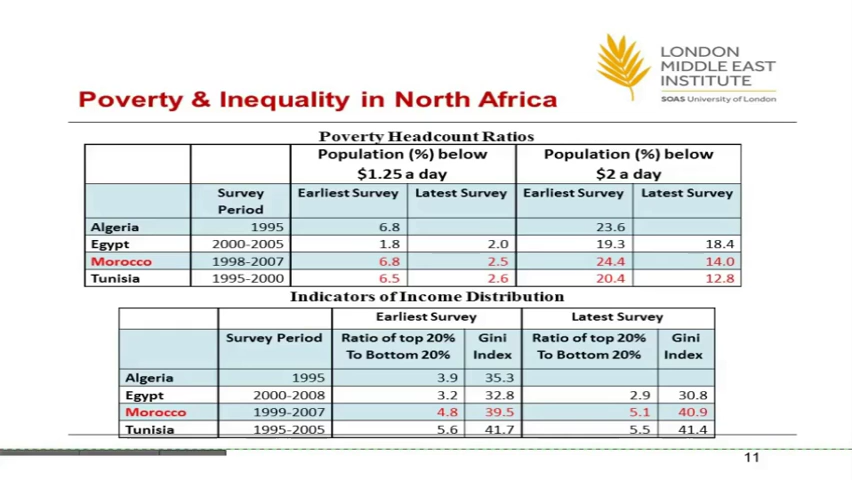 LONDON
MIDDLE EAST
INSTITUTE
SOAS University of London
Poverty & Inequality in North Africa
Poverty Headcount Ratios
Population (%) below $1.25 a day Population (%) below $2 a day
Survey Period Earliest Survey Latest Survey Earliest Survey Latest Survey
Algeria 1995 6.8 23.6
Egypt 2000-2005 1.8 2.0 19.3 18.4
Morocco 1998-2007 6.8 2.5 24.4 14.0
Tunisia 1995-2000 6.5 2.6 20.4 12.8
Indicators of Income Distribution
Earliest Survey Latest Survey
Survey Period Ratio of top 20% To Bottom 20% Gini Index Ratio of top 20% To Bottom 20% Gini Index
Algeria 1995 3.9 35.3
Egypt 2000-2008 3.2 32.8 2.9 30.8
Morocco 1999-2007 4.8 39.5 5.1 40.9
Tunisia 1995-2005 5.6 41.7 5.5 41.4
11